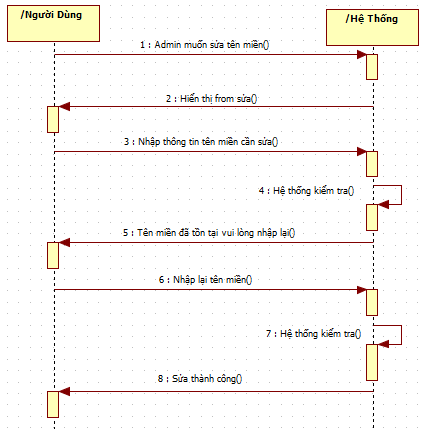 /Người Dùng
/Hệ Thống
1 : Admin muốn sửa tên miền()
2 : Hiển thị from sửa()
3 : Nhập thông tin tên miền cần sửa()
4 : Hệ thống kiểm tra()
5 : Tên miền đã tồn tại vui lòng nhập lại()
6 : Nhập lại tên miền()
7 : Hệ thống kiểm tra()
8 : Sửa thành công()